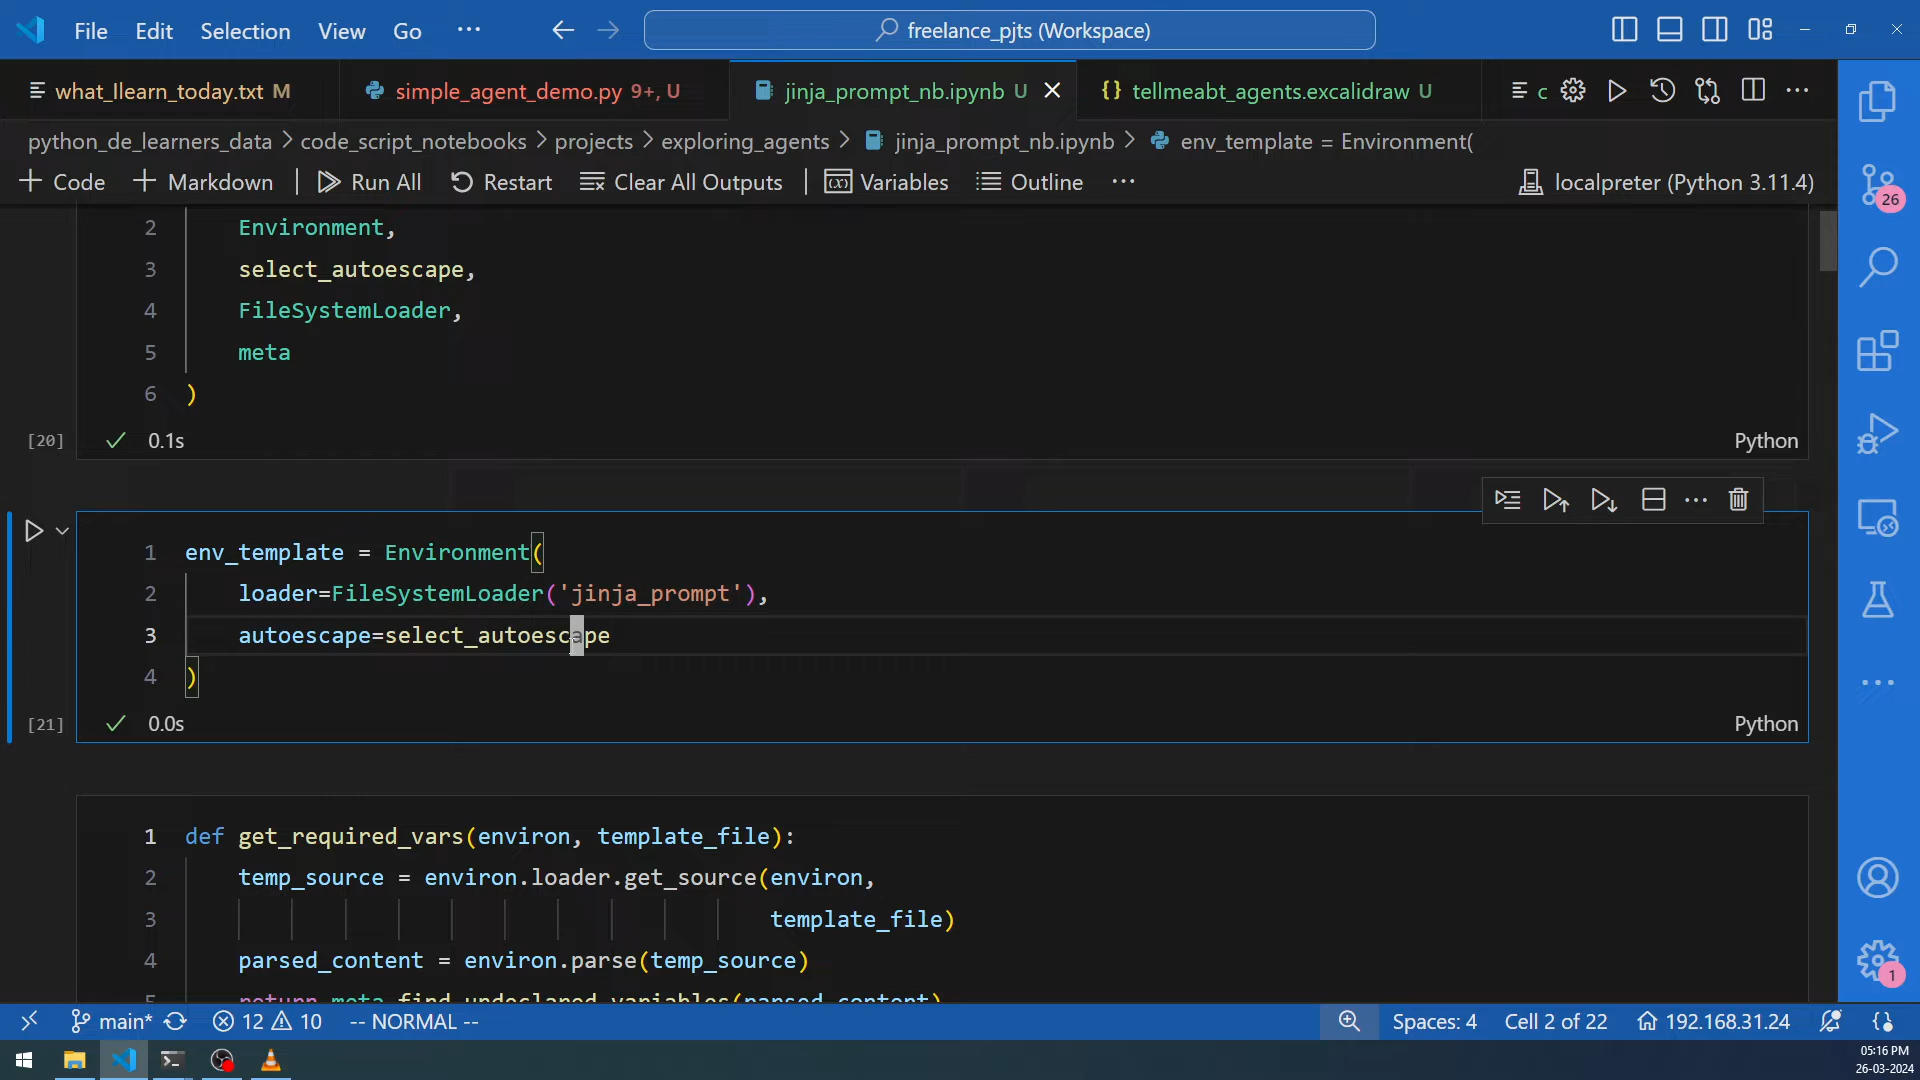 File Edit Selection View Go ··· freelance_pjts (Workspace)
what_Ilearn_today.txt M simple_agent_demo.py 9+, U jinja_prompt_nb.ipynb U tellmeabt_agents.excalidraw U c
python_de_learners_data > code_script_notebooks > projects > exploring_agents > jinja_prompt_nb.ipynb > env_template = Environment(
+ Code + Markdown | Run All Restart Clear All Outputs | Variables Outline ··· localpreter (Python 3.11.4)
26
2 Environment,
3 select_autoescape,
4 FileSystemLoader,
5 meta
6 )
[20] 0.1s Python
1 env_template = Environment(
2 loader=FileSystemLoader('jinja_prompt'),
3 autoescape=select_autoescape
4 )
[21] 0.0s Python
1 def get_required_vars(environ, template_file):
2 temp_source = environ.loader.get_source(environ,
3 template_file)
4 parsed_content = environ.parse(temp_source)
5 return meta.find_undeclared_variables(parsed_content)
1
main* 12 10 -- NORMAL -- Spaces: 4 Cell 2 of 22 192.168.31.24
05:16 PM
26-03-2024